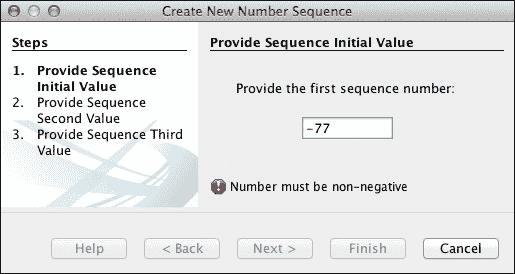 Create New Number Sequence
Steps
1. Provide Sequence
Initial Value
2. Provide Sequence
Second Value
3. Provide Sequence Third
Value
Provide Sequence Initial Value
Provide the first sequence number:
-77
Number must be non-negative
Help
< Back
Next >
Finish
Cancel